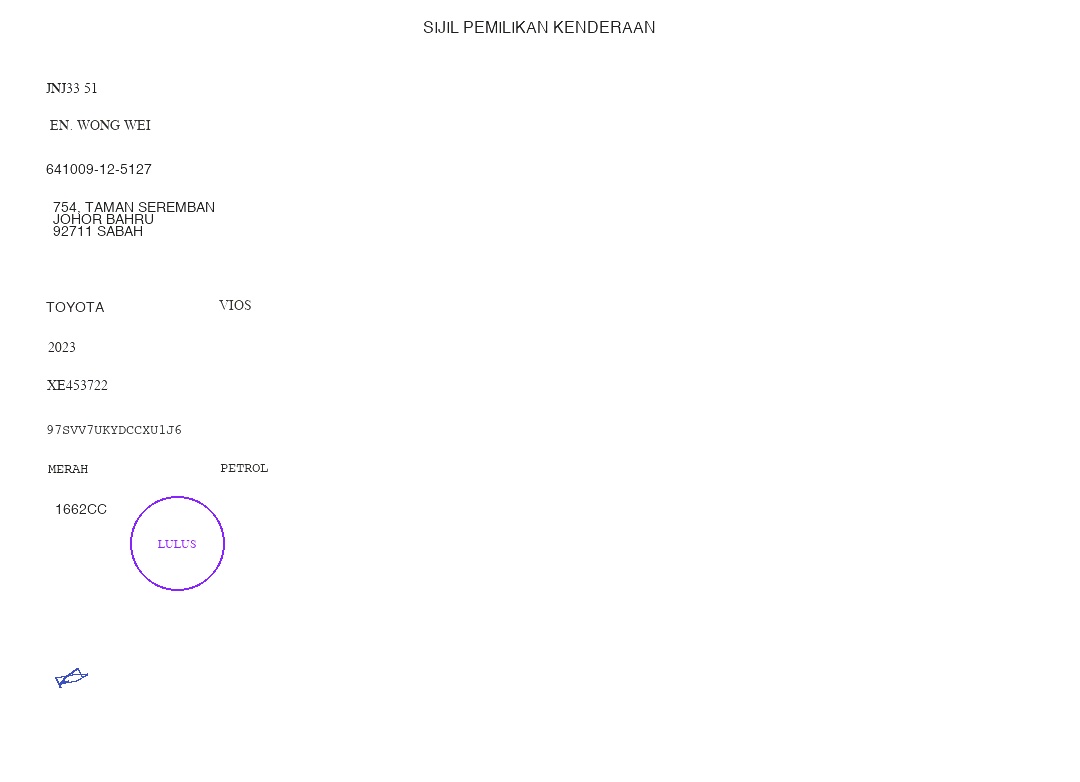 SIJIL PEMILIKAN KENDERAAN
JNJ33 51
EN. WONG WEI
641009-12-5127
754, TAMAN SEREMBAN
JOHOR BAHRU
92711 SABAH
TOYOTA VIOS
2023
XE453722
97SVV7UKYDCCXU1J6
MERAH PETROL
1662CC
LULUS